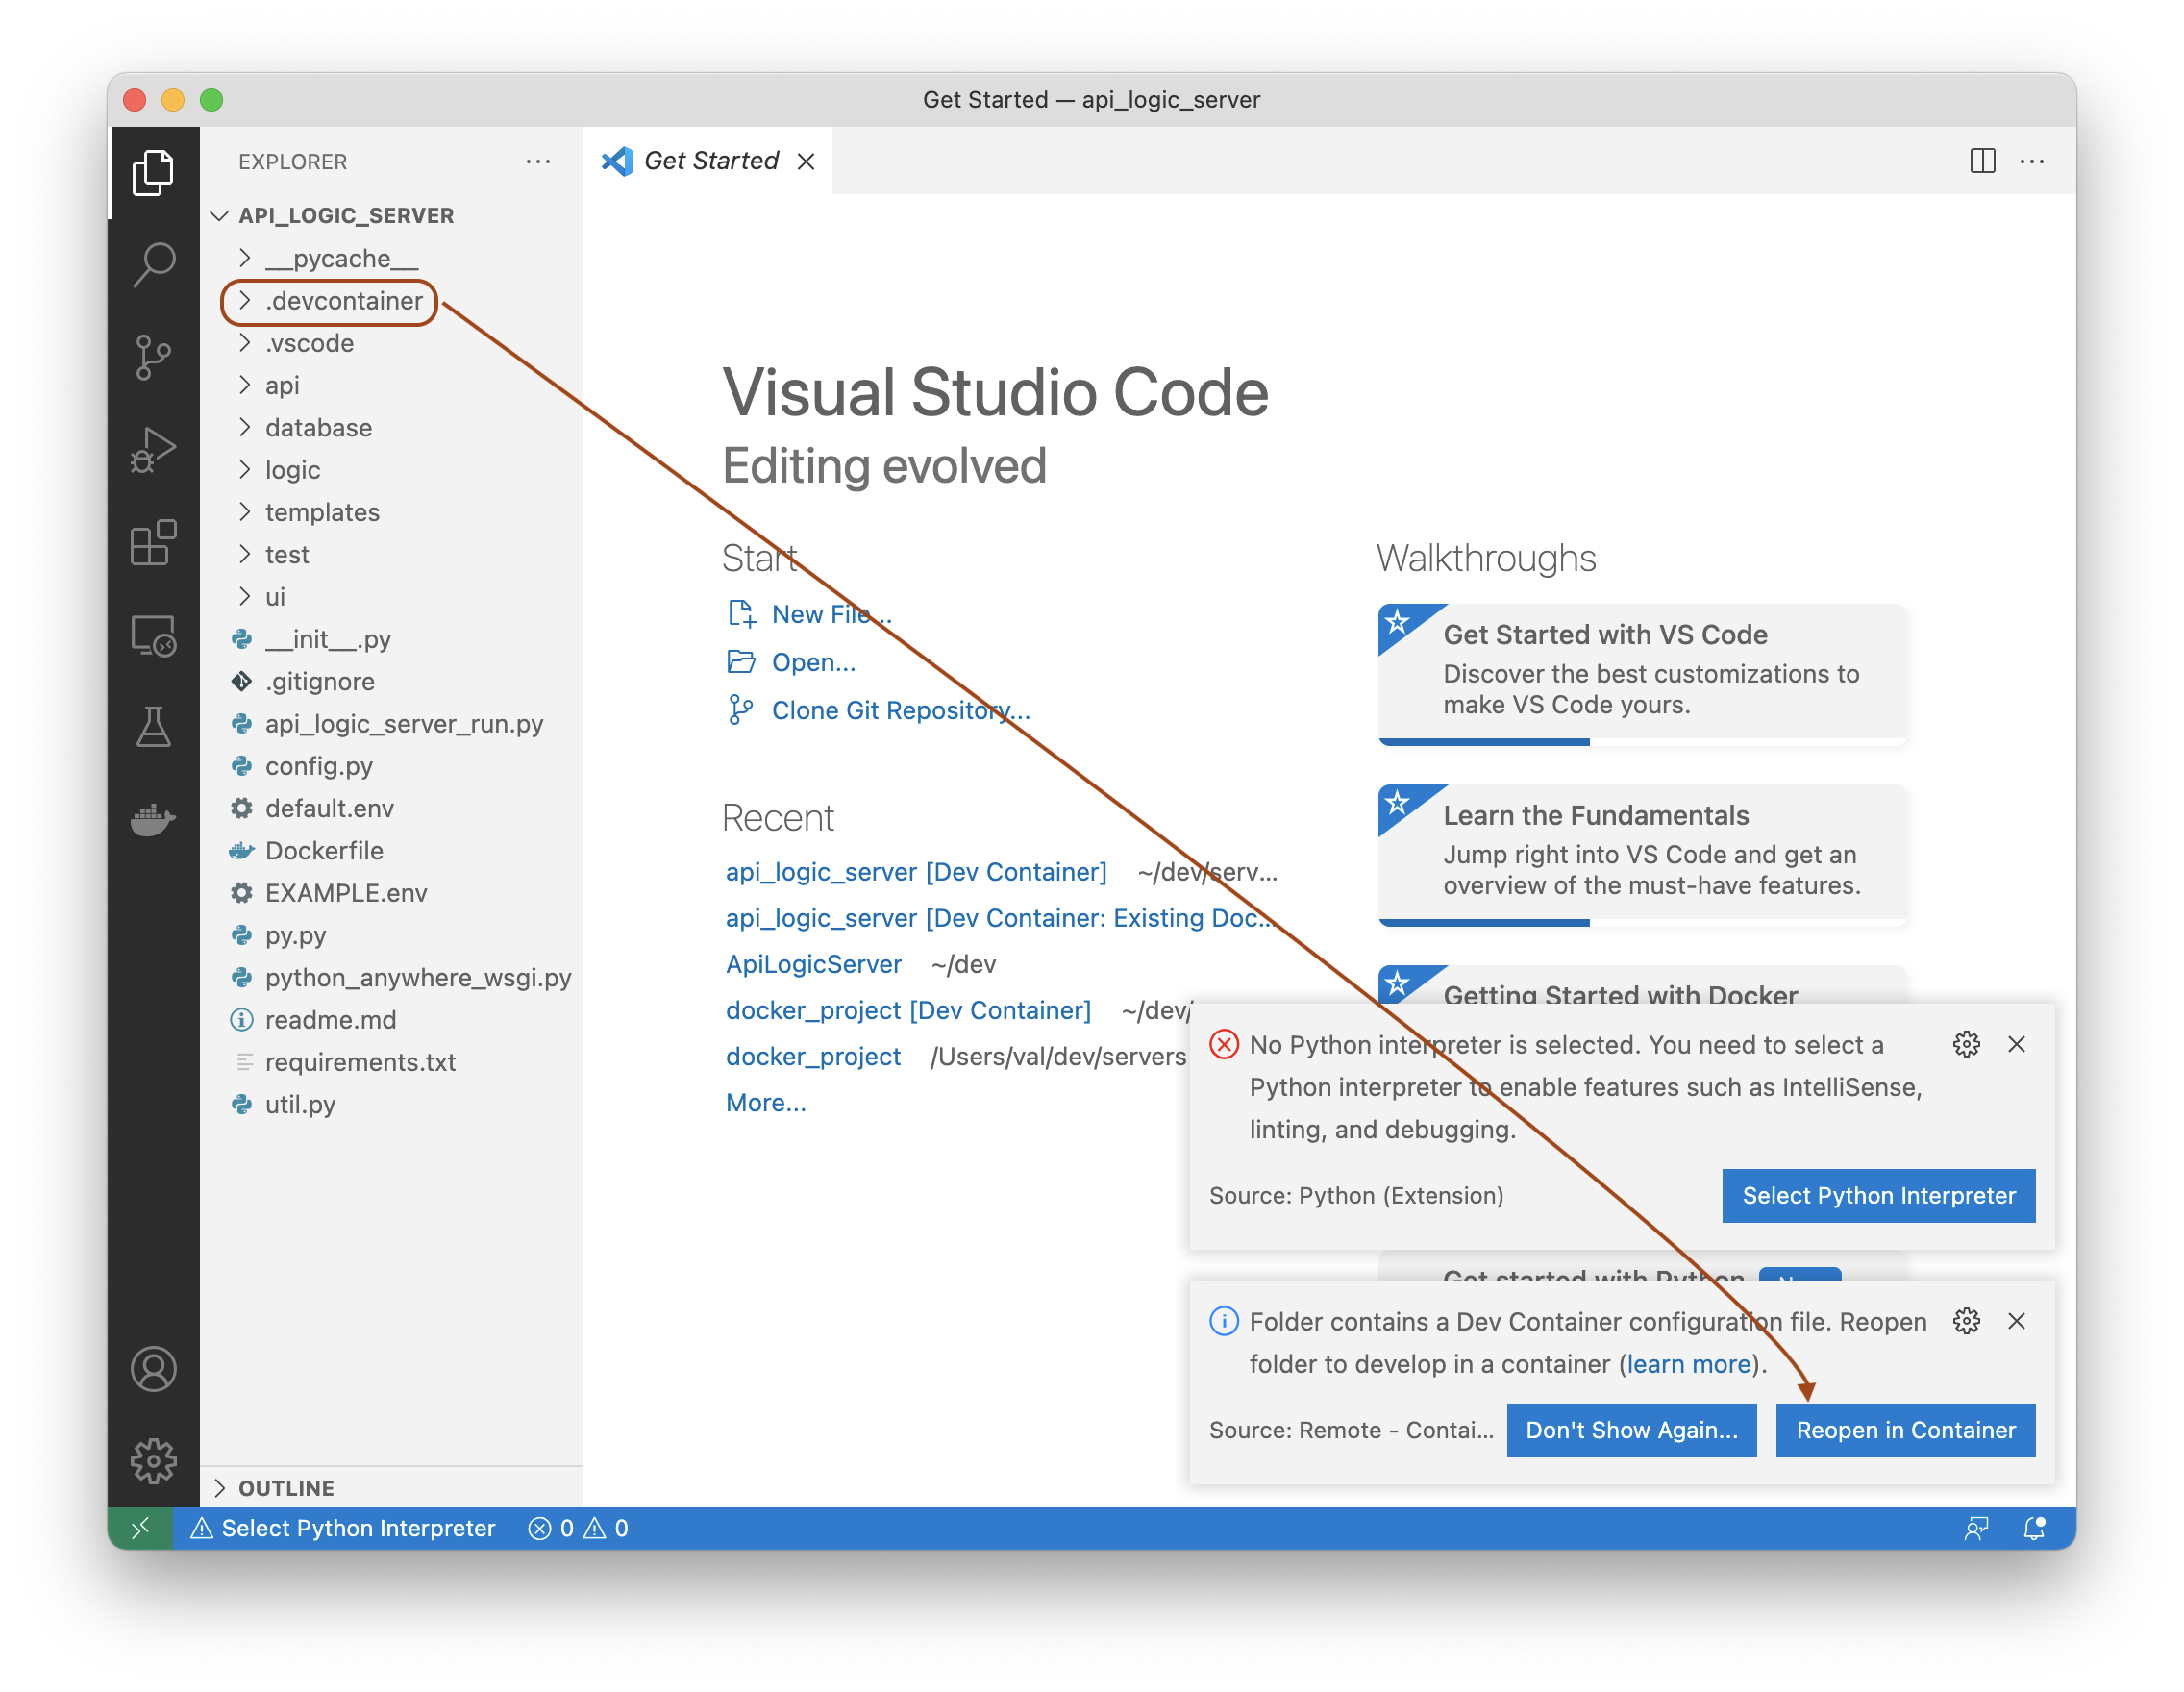 Get Started — api_logic_server
EXPLORER
Get Started
API_LOGIC_SERVER
__pycache__
.devcontainer
.vscode
api
database
logic
templates
test
ui
__init__.py
.gitignore
api_logic_server_run.py
config.py
default.env
Dockerfile
EXAMPLE.env
py.py
python_anywhere_wsgi.py
readme.md
requirements.txt
util.py
OUTLINE
Visual Studio Code
Editing evolved
Start
New File...
Open...
Clone Git Repository...
Recent
api_logic_server [Dev Container] ~/dev/serv...
api_logic_server [Dev Container: Existing Doc...
ApiLogicServer ~/dev
docker_project [Dev Container] ~/dev/
docker_project /Users/val/dev/servers
More...
Walkthroughs
Get Started with VS Code
Discover the best customizations to
make VS Code yours.
Learn the Fundamentals
Jump right into VS Code and get an
overview of the must-have features.
Getting Started with Docker
No Python interpreter is selected. You need to select a
Python interpreter to enable features such as IntelliSense,
linting, and debugging.
Source: Python (Extension)
Select Python Interpreter
Get started with Python
Folder contains a Dev Container configuration file. Reopen
folder to develop in a container (learn more).
Source: Remote - Contai...
Don't Show Again...
Reopen in Container
Select Python Interpreter
0
0